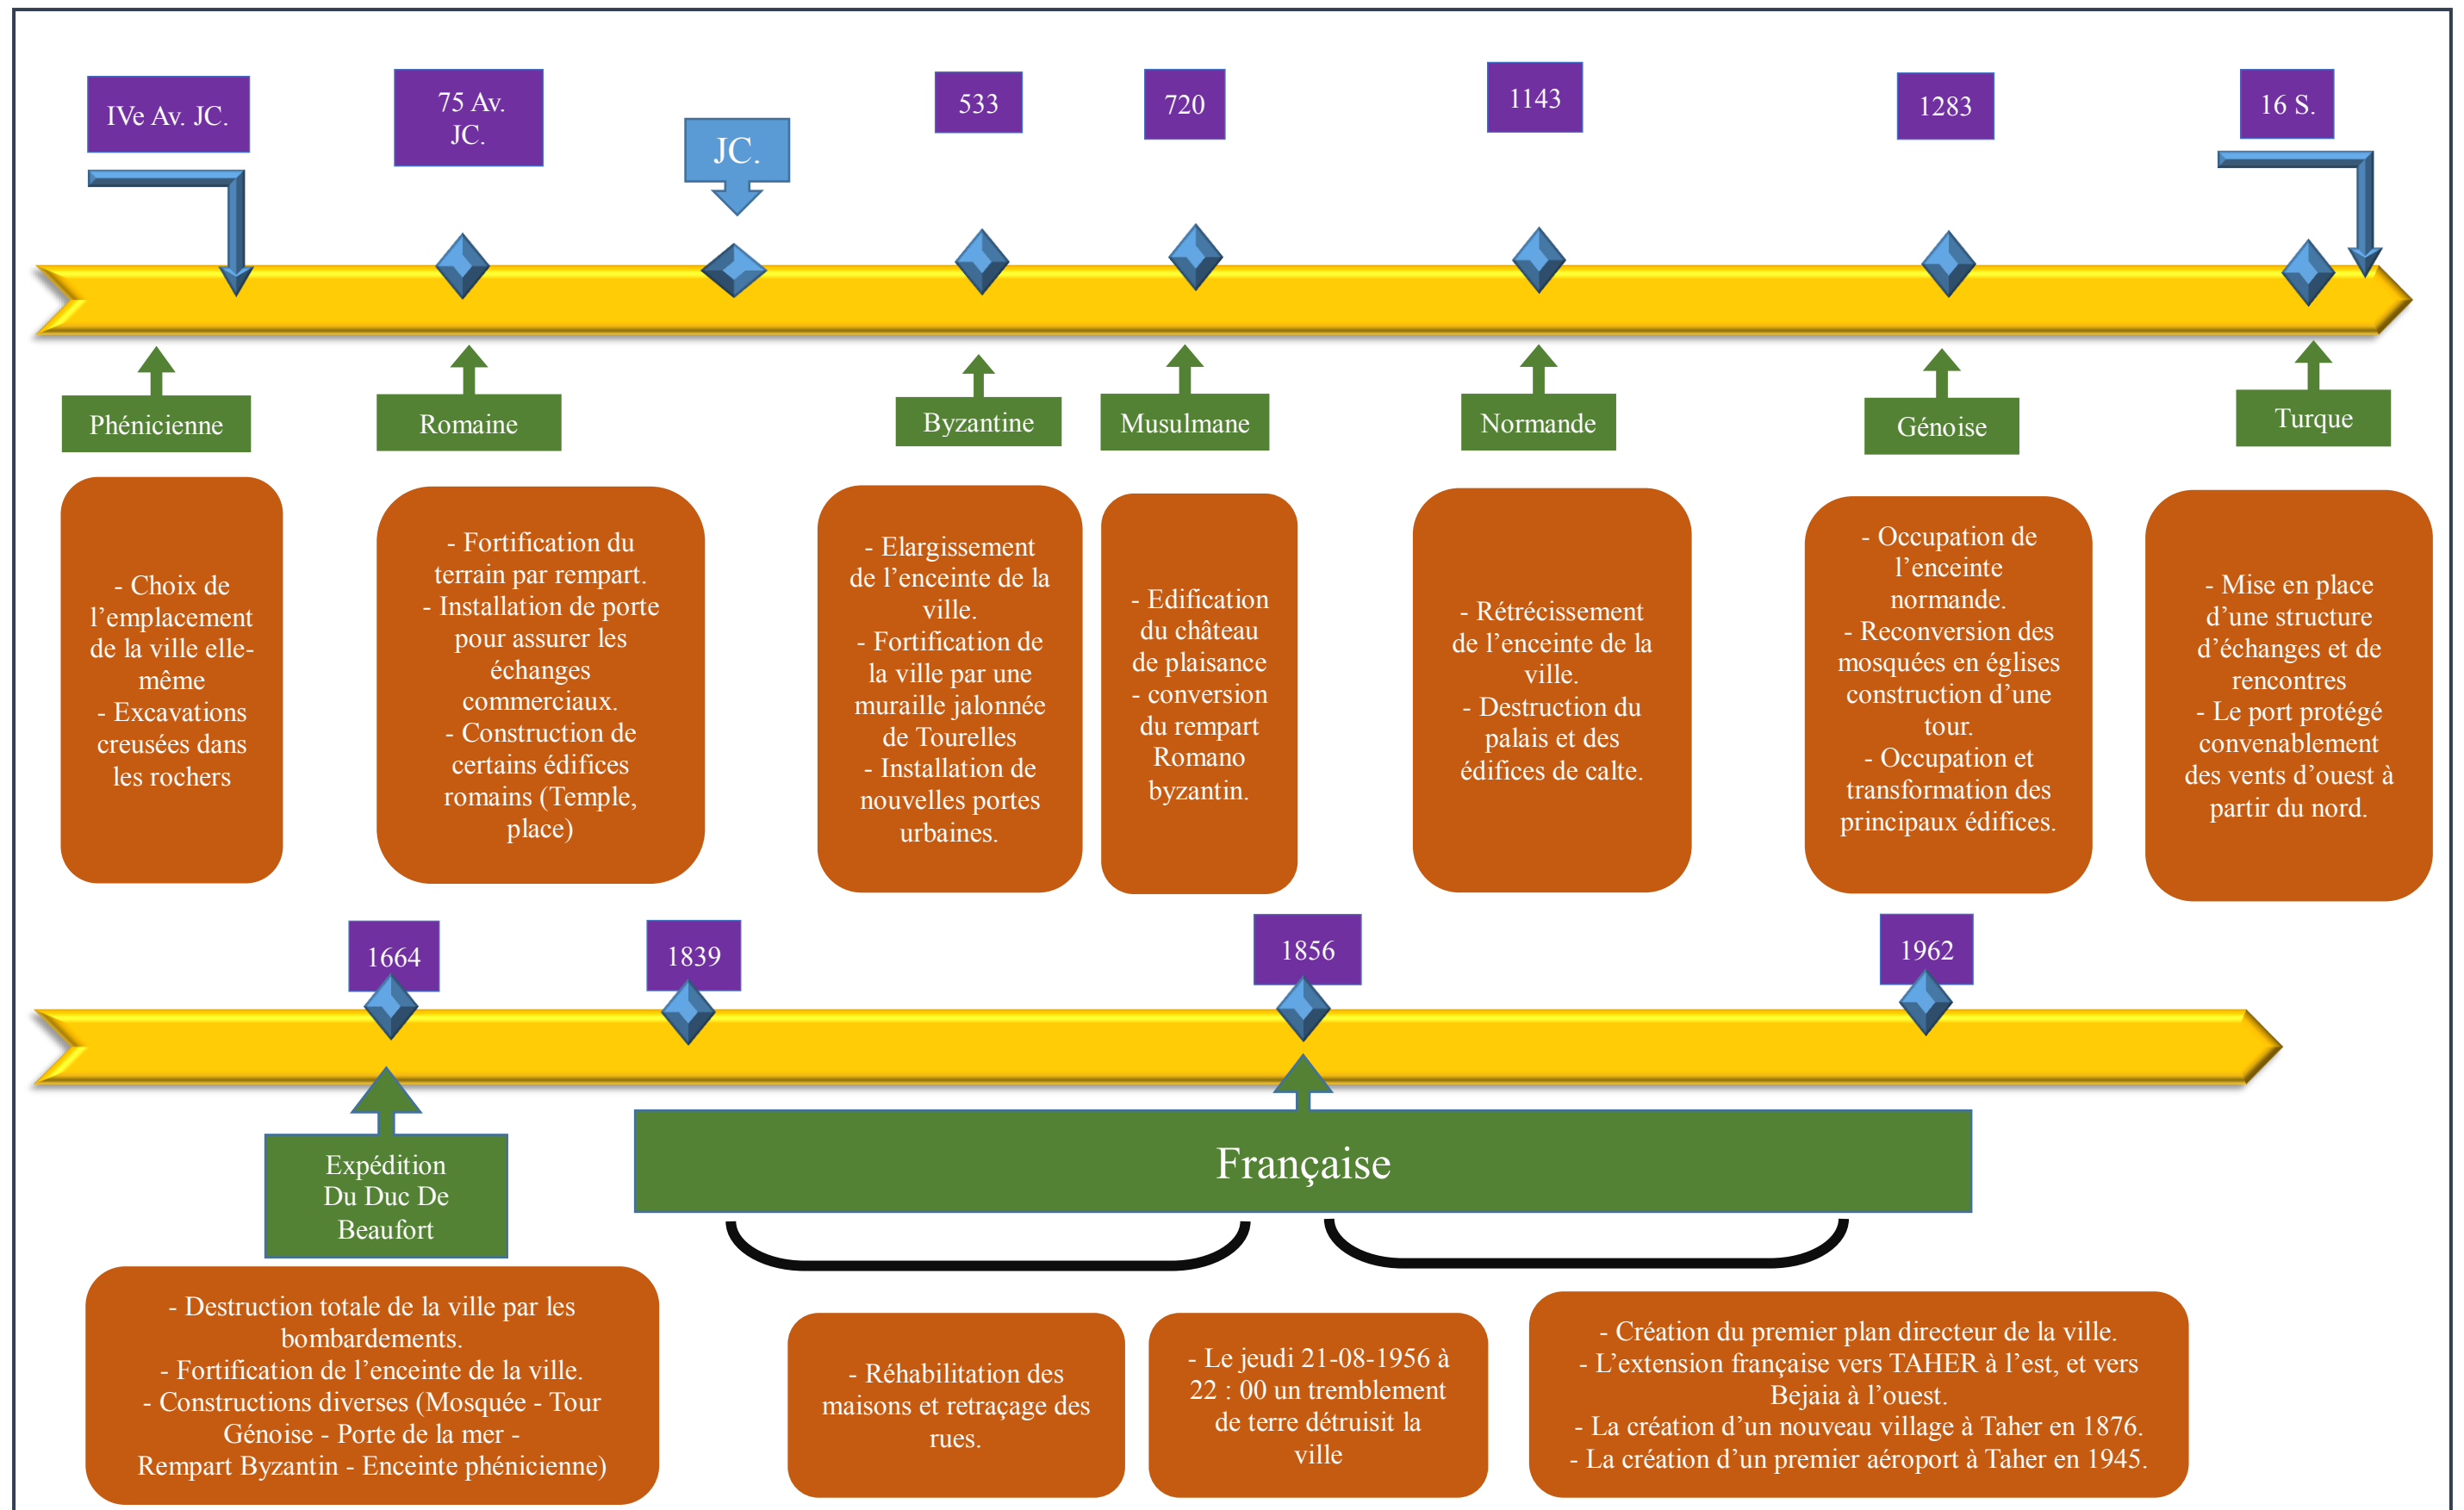 IVe Av. JC.
75 Av.
JC.
JC.
533
720
1143
1283
16 S.
Phénicienne
Romaine
Byzantine
Musulmane
Normande
Génoise
Turque
- Choix de
l’emplacement
de la ville elle-
même
- Excavations
creusées dans
les rochers
- Fortification du
terrain par rempart.
- Installation de porte
pour assurer les
échanges
commerciaux.
- Construction de
certains édifices
romains (Temple,
place)
- Elargissement
de l’enceinte de la
ville.
- Fortification de
la ville par une
muraille jalonnée
de Tourelles
- Installation de
nouvelles portes
urbaines.
- Edification
du château
de plaisance
- conversion
du rempart
Romano
byzantin.
- Rétrécissement
de l’enceinte de la
ville.
- Destruction du
palais et des
édifices de calte.
- Occupation de
l’enceinte
normande.
- Reconversion des
mosquées en églises
construction d’une
tour.
- Occupation et
transformation des
principaux édifices.
- Mise en place
d’une structure
d’échanges et de
rencontres
- Le port protégé
convenablement
des vents d’ouest à
partir du nord.
1664
1839
1856
1962
Expédition
Du Duc De
Beaufort
Française
- Destruction totale de la ville par les
bombardements.
- Fortification de l’enceinte de la ville.
- Constructions diverses (Mosquée - Tour
Génoise - Porte de la mer -
Rempart Byzantin - Enceinte phénicienne)
- Réhabilitation des
maisons et retraçage des
rues.
- Le jeudi 21-08-1956 à
22 : 00 un tremblement
de terre détruisit la
ville
- Création du premier plan directeur de la ville.
- L’extension française vers TAHER à l’est, et vers
Bejaia à l’ouest.
- La création d’un nouveau village à Taher en 1876.
- La création d’un premier aéroport à Taher en 1945.